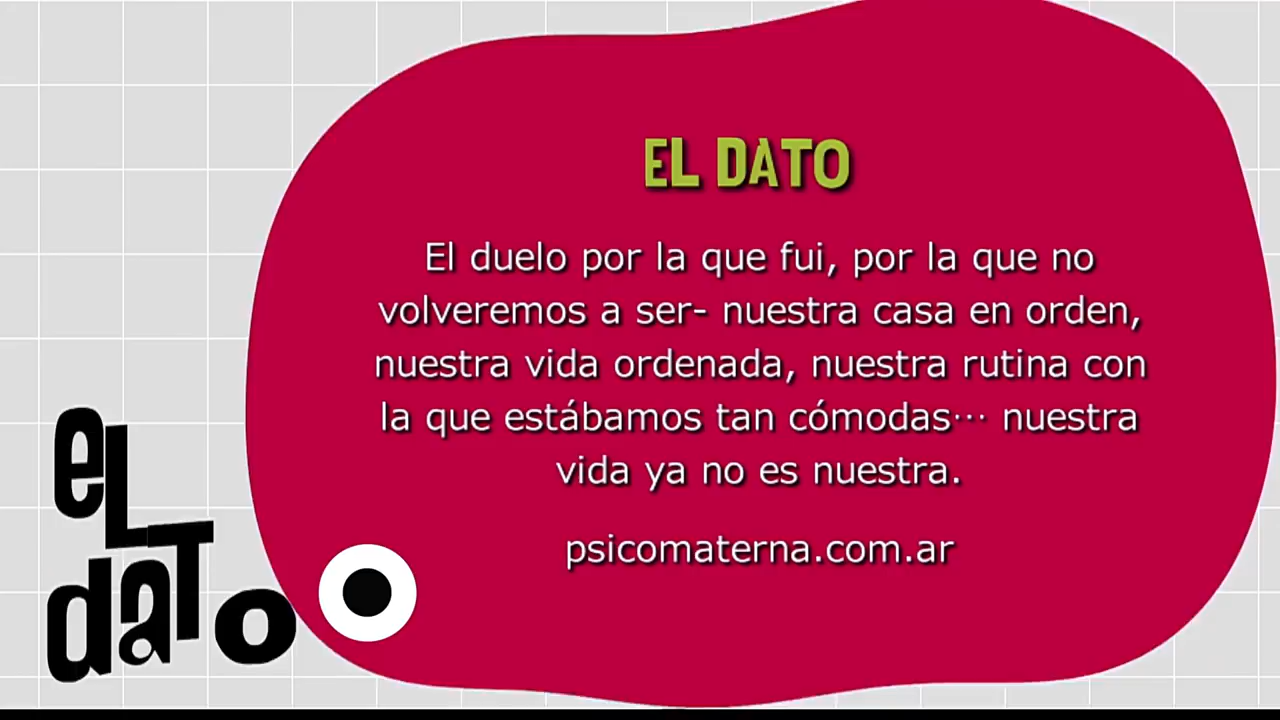 EL DATO
El duelo por la que fui, por la que no
volveremos a ser- nuestra casa en orden,
nuestra vida ordenada, nuestra rutina con
la que estábamos tan cómodas··· nuestra
vida ya no es nuestra.
psicomaterna.com.ar
eL
daTo